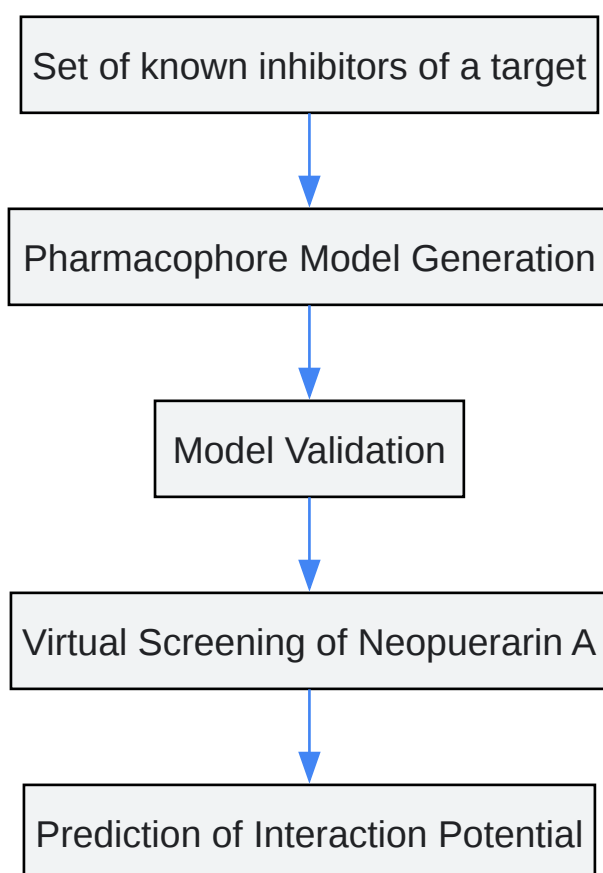 Set of known inhibitors of a target
Pharmacophore Model Generation
Model Validation
Virtual Screening of Neopuerarin A
Prediction of Interaction Potential